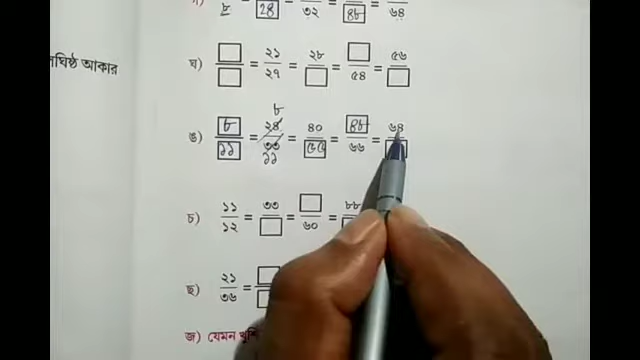 ৮ ২৪ ৩২ ৪৮ ৬৪
লঘিষ্ঠ আকার
ঘ) □/□ = ২১/২৭ = ২৮/□ = □/৫৪ = ৫৬/□
৮
ঙ) ৮/১১ = ২৪/৩৩ = ৪০/৫৫ = ৪৮/৬৬ = ৬৪/□
১১
চ) ১১/১২ = ৩৩/□ = □/৬০ = ৮৮
ছ) ২১/৩৬ =
জ) যেমন খুশি